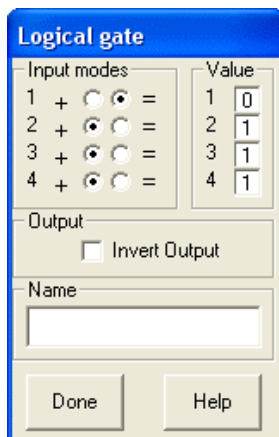 Logical gate
Input modes Value
1 + = 1 0
2 + = 2 1
3 + = 3 1
4 + = 4 1
Output
Invert Output
Name
Done Help